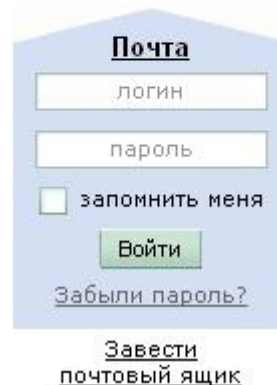 Почта
логин
пароль
запомнить меня
Войти
Забыли пароль?
Завести
почтовый ящик